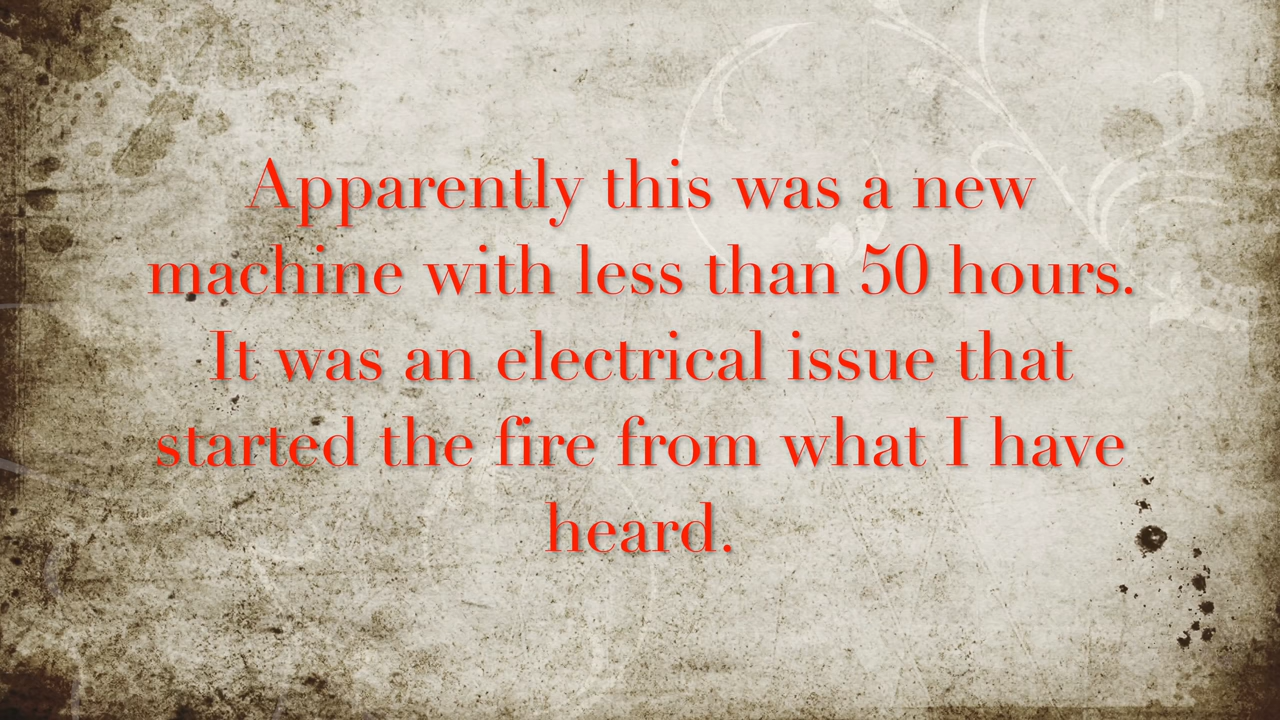 Apparently this was a new
machine with less than 50 hours.
It was an electrical issue that
started the fire from what I have
heard.